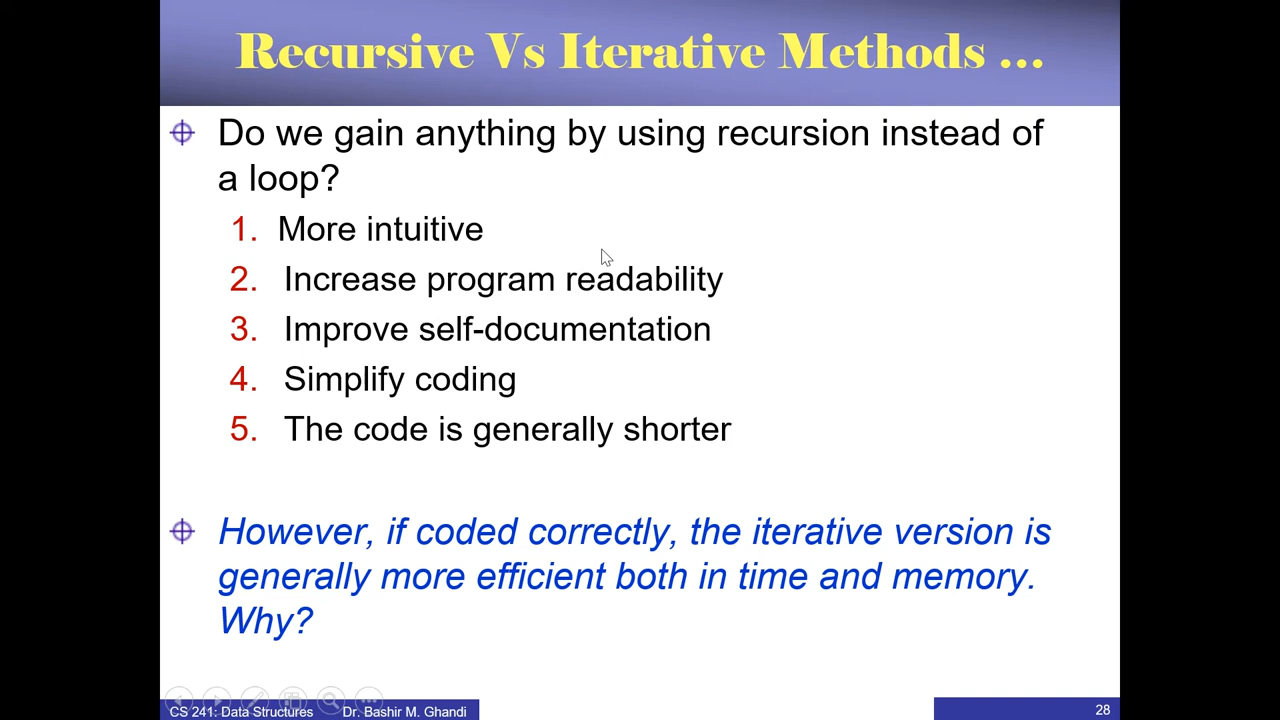 Recursive Vs Iterative Methods ...
Do we gain anything by using recursion instead of
a loop?
1. More intuitive
2. Increase program readability
3. Improve self-documentation
4. Simplify coding
5. The code is generally shorter
However, if coded correctly, the iterative version is
generally more efficient both in time and memory.
Why?
CS 241: Data Structures Dr. Bashir M. Ghandi 28